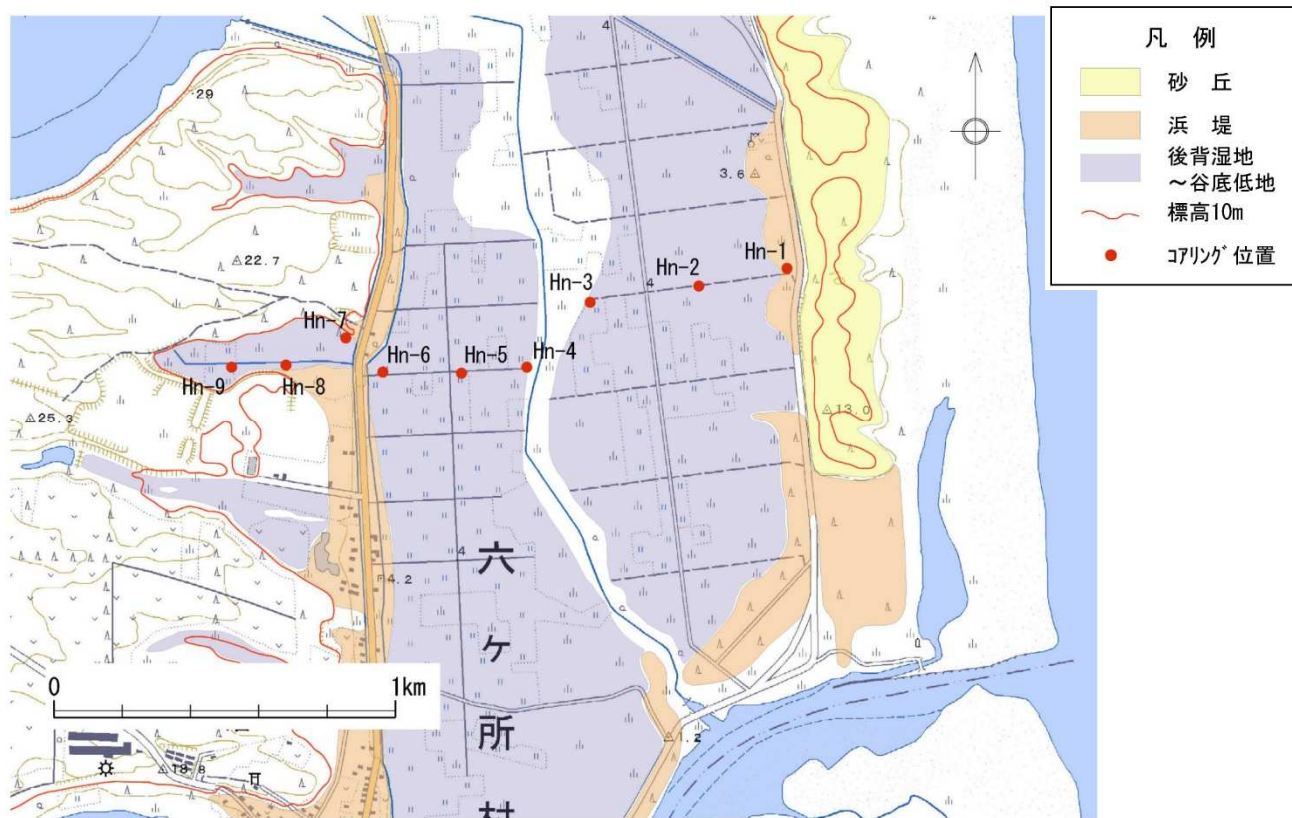 凡 例
砂 丘
浜 堤
後背湿地
~谷底低地
標高10m
コアリング位置
4
29
3.6
Hn-1
Hn-2
4
Hn-3
22.7
Hn-7
Hn-6
Hn-5
Hn-4
Hn-9
Hn-8
25.3
13.0
4
4.2
六ヶ所村
0
1km
1.2
18.8